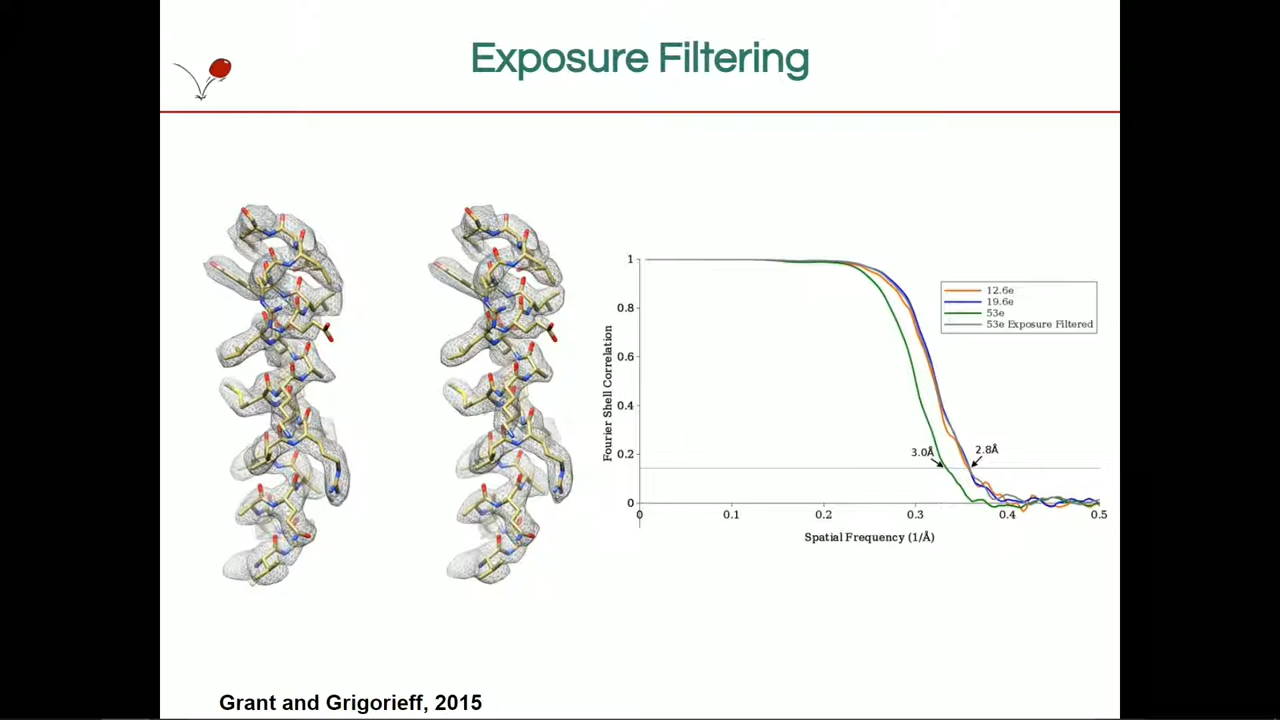 Exposure Filtering
Fourier Shell Correlation
1
0.8
0.6
0.4
0.2
0
0
0.1
0.2
0.3
0.4
0.5
Spatial Frequency (1/Å)
12.6e
19.6e
53e
53e Exposure Filtered
3.0Å
2.8Å
Grant and Grigorieff, 2015